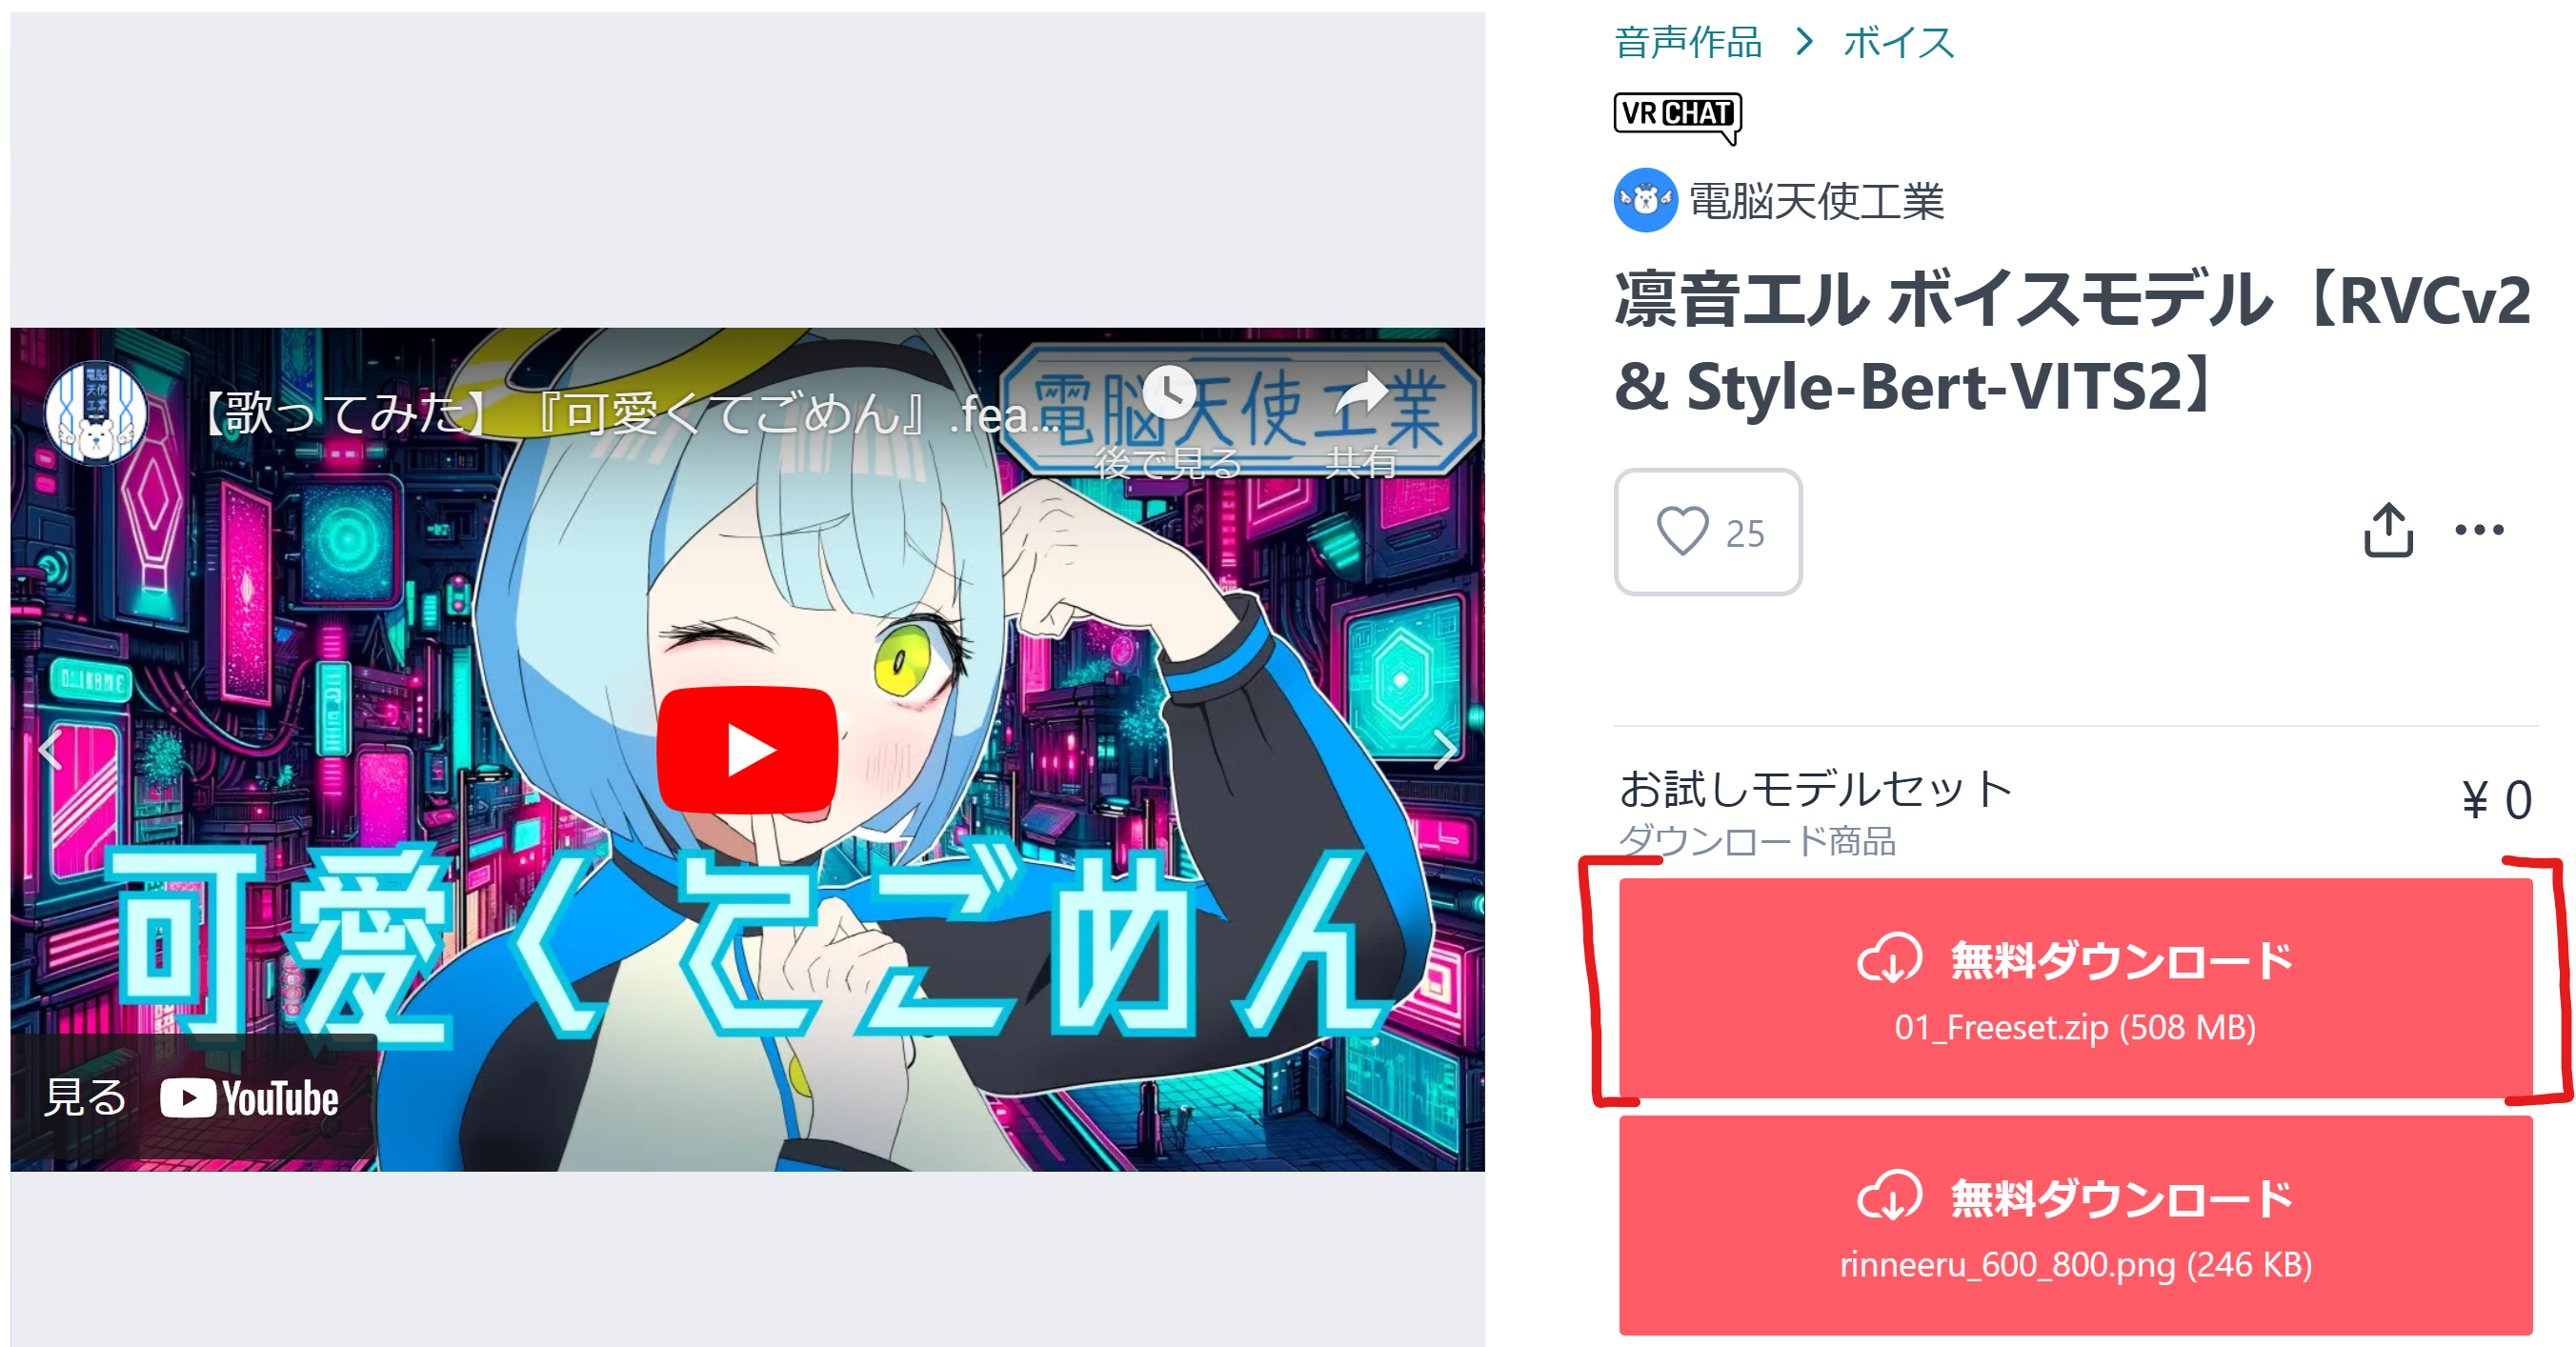 【歌ってみた】『可愛くてごめん』.fea...
電脳天使工業
後で見る
共有
可愛くてごめん
見る YouTube
音声作品 > ボイス
VR CHAT
電脳天使工業
凛音エル ボイスモデル【RVCv2
& Style-Bert-VITS2】
25
お試しモデルセット
¥ 0
ダウンロード商品
無料ダウンロード
01_Freeset.zip (508 MB)
無料ダウンロード
rinneeru_600_800.png (246 KB)